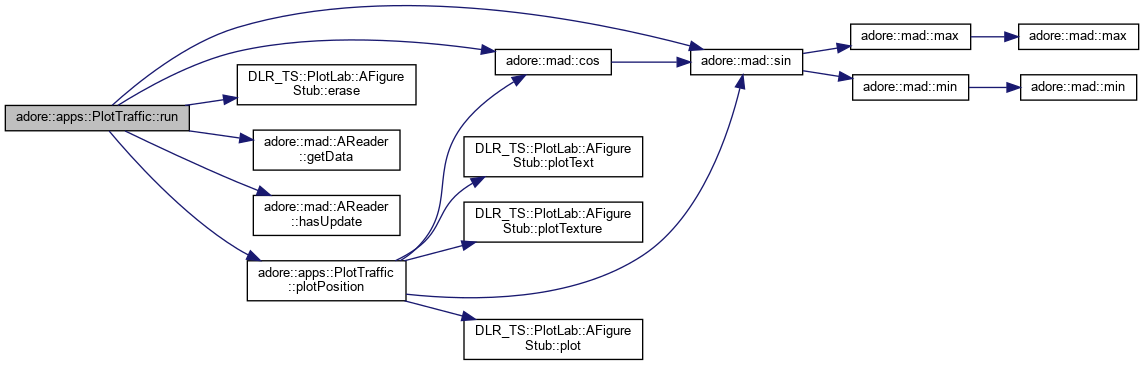 adore::apps::PlotTraffic::run
DLR_TS::PlotLab::AFigure
Stub::erase
adore::mad::AReader
::getData
adore::mad::AReader
::hasUpdate
adore::apps::PlotTraffic
::plotPosition
adore::mad::cos
DLR_TS::PlotLab::AFigure
Stub::plotText
DLR_TS::PlotLab::AFigure
Stub::plotTexture
DLR_TS::PlotLab::AFigure
Stub::plot
adore::mad::sin
adore::mad::max
adore::mad::min
adore::mad::max
adore::mad::min